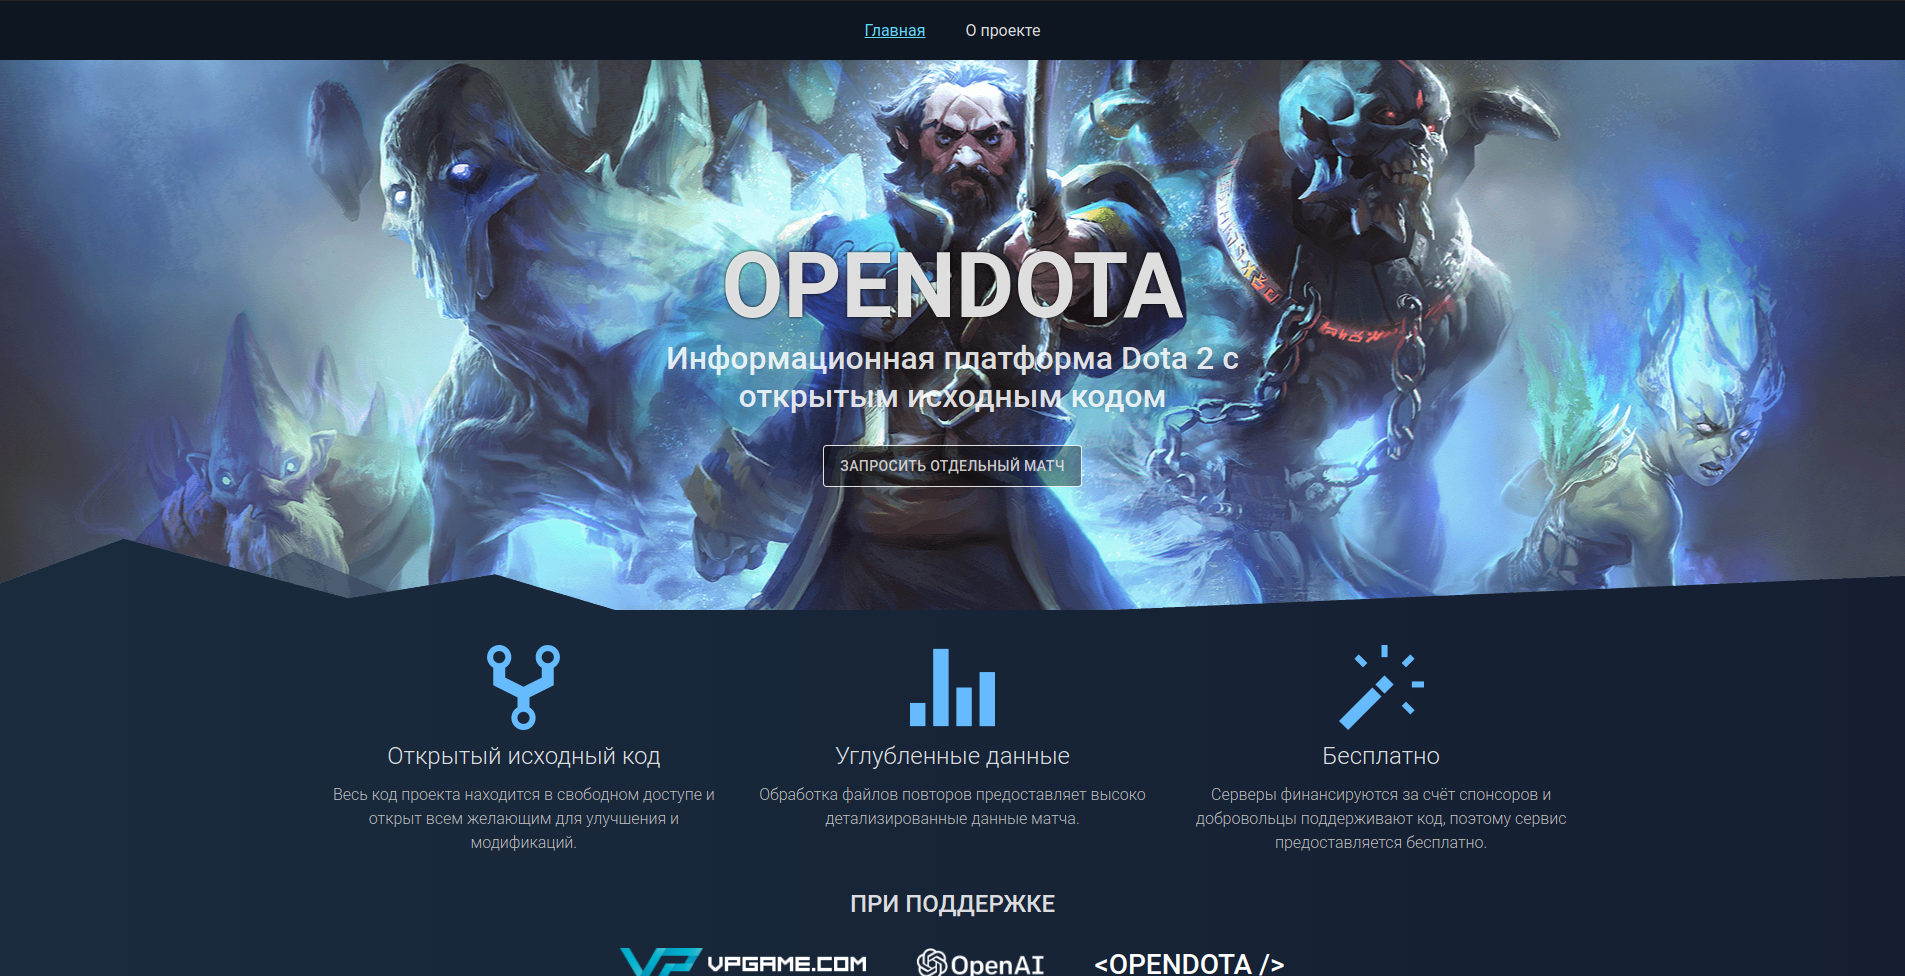 Главная О проекте
OPENDOTA
Информационная платформа Dota 2 с
открытым исходным кодом
ЗАПРОСИТЬ ОТДЕЛЬНЫЙ МАТЧ
Открытый исходный код
Весь код проекта находится в свободном доступе и
открыт всем желающим для улучшения и
модификаций.
Углубленные данные
Обработка файлов повторов предоставляет высоко
детализированные данные матча.
Бесплатно
Серверы финансируются за счёт спонсоров и
добровольцы поддерживают код, поэтому сервис
предоставляется бесплатно.
ПРИ ПОДДЕРЖКЕ
VP VPGAME.COM OpenAI <OPENDOTA />